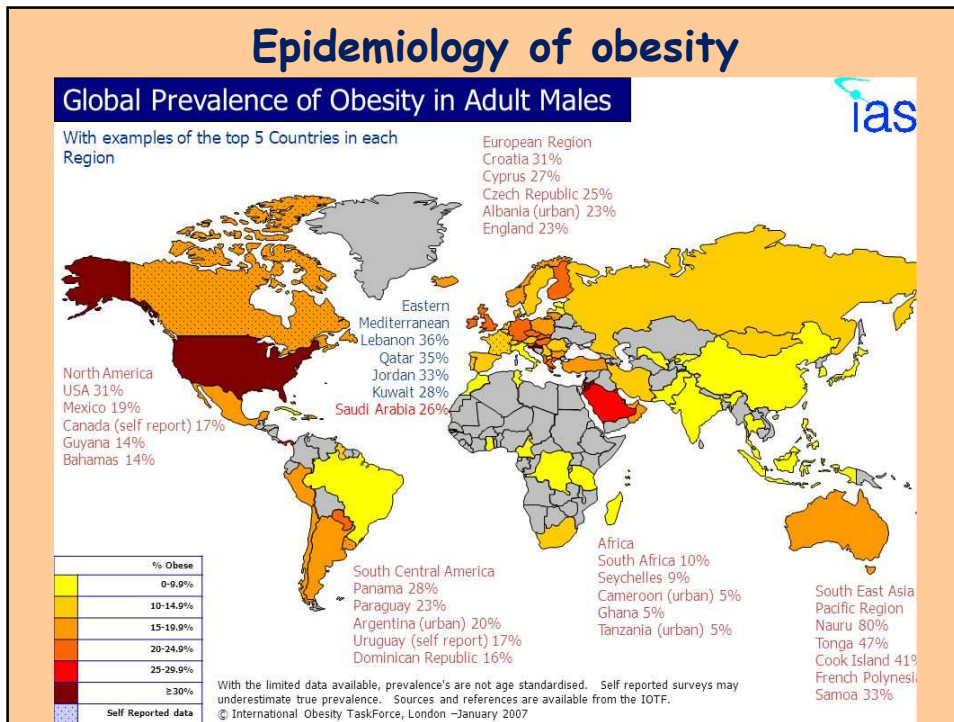 Epidemiology of obesity
Global Prevalence of Obesity in Adult Males
ias
With examples of the top 5 Countries in each
Region
European Region
Croatia 31%
Cyprus 27%
Czech Republic 25%
Albania (urban) 23%
England 23%
Eastern
Mediterranean
Lebanon 36%
Qatar 35%
Jordan 33%
Kuwait 28%
Saudi Arabia 26%
North America
USA 31%
Mexico 19%
Canada (self report) 17%
Guyana 14%
Bahamas 14%
South Central America
Panama 28%
Paraguay 23%
Argentina (urban) 20%
Uruguay (self report) 17%
Dominican Republic 16%
Africa
South Africa 10%
Seychelles 9%
Cameroon (urban) 5%
Ghana 5%
Tanzania (urban) 5%
South East Asia
Pacific Region
Nauru 80%
Tonga 47%
Cook Island 41%
French Polynesi
Samoa 33%
% Obese
0-9.9%
10-14.9%
15-19.9%
20-24.9%
25-29.9%
≥30%
Self Reported data
With the limited data available, prevalence's are not age standardised. Self reported surveys may
underestimate true prevalence. Sources and references are available from the IOTF.
© International Obesity TaskForce, London –January 2007